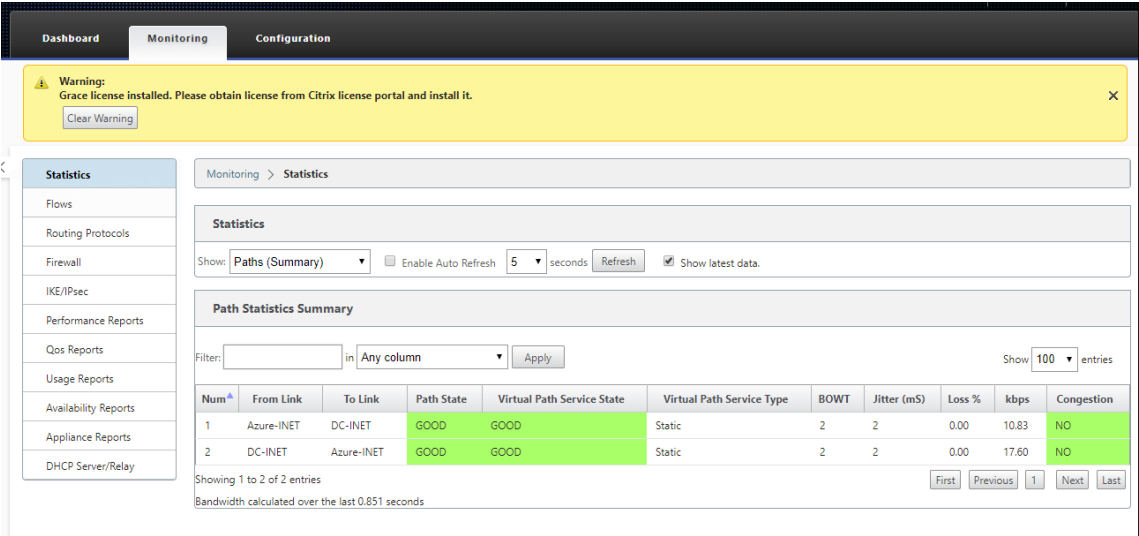 Dashboard Monitoring Configuration
Warning:
Grace license installed. Please obtain license from Citrix license portal and install it.
Clear Warning
Statistics
Flows
Routing Protocols
Firewall
IKE/IPsec
Performance Reports
Qos Reports
Usage Reports
Availability Reports
Appliance Reports
DHCP Server/Relay
Monitoring > Statistics
Statistics
Show: Paths (Summary) Enable Auto Refresh 5 seconds Refresh Show latest data.
Path Statistics Summary
Filter: in Any column Apply Show 100 entries
Num From Link To Link Path State Virtual Path Service State Virtual Path Service Type BOWT Jitter (mS) Loss % kbps Congestion
1 Azure-INET DC-INET GOOD GOOD Static 2 2 0.00 10.83 NO
2 DC-INET Azure-INET GOOD GOOD Static 2 2 0.00 17.60 NO
Showing 1 to 2 of 2 entries First Previous 1 Next Last
Bandwidth calculated over the last 0.851 seconds